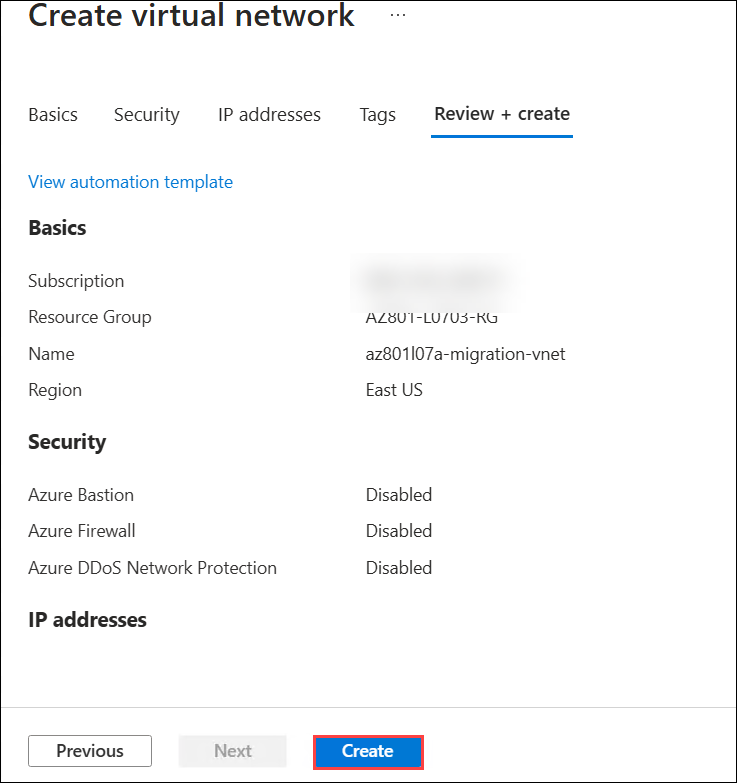 Create virtual network ...
Basics Security IP addresses Tags Review + create
View automation template
Basics
Subscription
Resource Group AZ801-L0703-RG
Name az801l07a-migration-vnet
Region East US
Security
Azure Bastion Disabled
Azure Firewall Disabled
Azure DDoS Network Protection Disabled
IP addresses
Previous Next Create